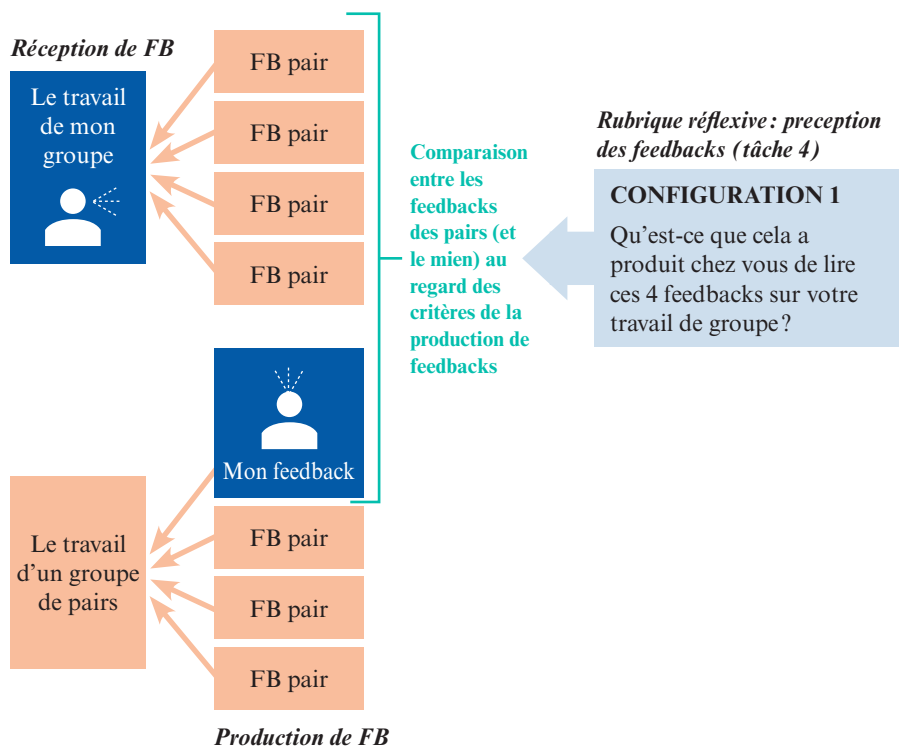 Réception de FB
Le travail
de mon
groupe
FB pair
FB pair
FB pair
FB pair
Comparaison
entre les
feedbacks
des pairs (et
le mien) au
regard des
critères de la
production de
feedbacks
Rubrique réflexive : preception
des feedbacks (tâche 4)
CONFIGURATION 1
Qu'est-ce que cela a
produit chez vous de lire
ces 4 feedbacks sur votre
travail de groupe ?
Mon feedback
Le travail
d'un groupe
de pairs
FB pair
FB pair
FB pair
Production de FB